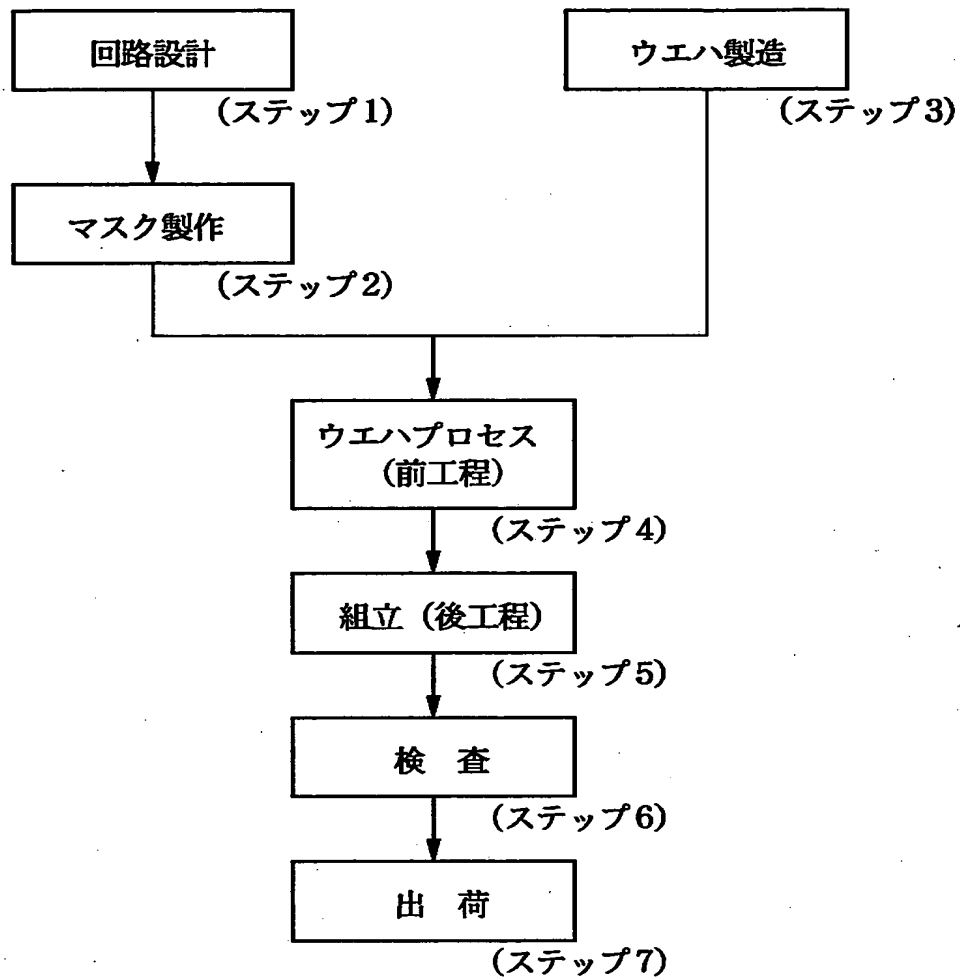 回路設計
(ステップ1)
ウエハ製造
(ステップ3)
マスク製作
(ステップ2)
ウエハプロセス
(前工程)
(ステップ4)
組立(後工程)
(ステップ5)
検 査
(ステップ6)
出 荷
(ステップ7)